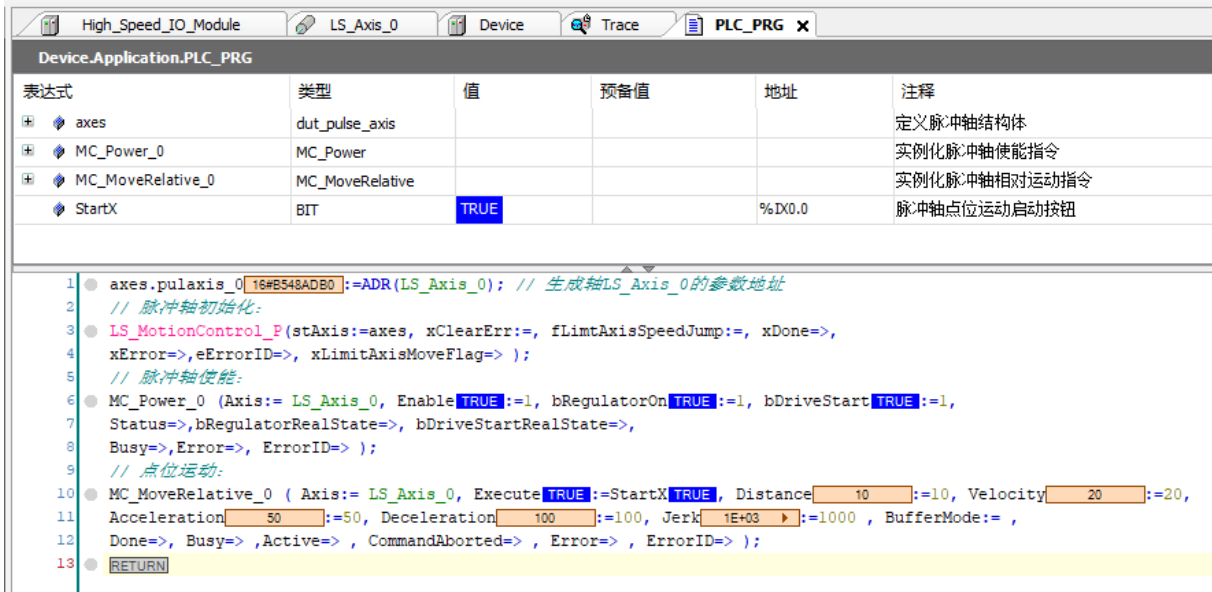 High_Speed_IO_Module LS_Axis_0 Device Trace PLC_PRG X
Device.Application.PLC_PRG
表达式 类型 值 预备值 地址 注释
axes dut_pulse_axis 定义脉冲轴结构体
MC_Power_0 MC_Power 实例化脉冲轴使能指令
MC_MoveRelative_0 MC_MoveRelative 实例化脉冲轴相对运动指令
StartX BIT TRUE %IX0.0 脉冲轴点位运动启动按钮
1 axes.pulaxis_0 16#B548ADB0 :=ADR(LS_Axis_0); // 生成轴LS_Axis_0的参数地址
2 // 脉冲轴初始化:
3 LS_MotionControl_P(stAxis:=axes, xClearErr:=, fLimtAxisSpeedJump:=, xDone=>,
4 xError=>,eErrorID=>, xLimitAxisMoveFlag=> );
5 // 脉冲轴使能:
6 MC_Power_0 (Axis:= LS_Axis_0, Enable TRUE :=1, bRegulatorOn TRUE :=1, bDriveStart TRUE :=1,
7 Status=>,bRegulatorRealState=>, bDriveStartRealState=>,
8 Busy=>,Error=>, ErrorID=> );
9 // 点位运动:
10 MC_MoveRelative_0 ( Axis:= LS_Axis_0, Execute TRUE :=StartX TRUE , Distance 10 :=10, Velocity 20 :=20,
11 Acceleration 50 :=50, Deceleration 100 :=100, Jerk 1E+03 :=1000 , BufferMode:= ,
12 Done=>, Busy=> ,Active=> , CommandAborted=> , Error=> , ErrorID=> );
13 RETURN